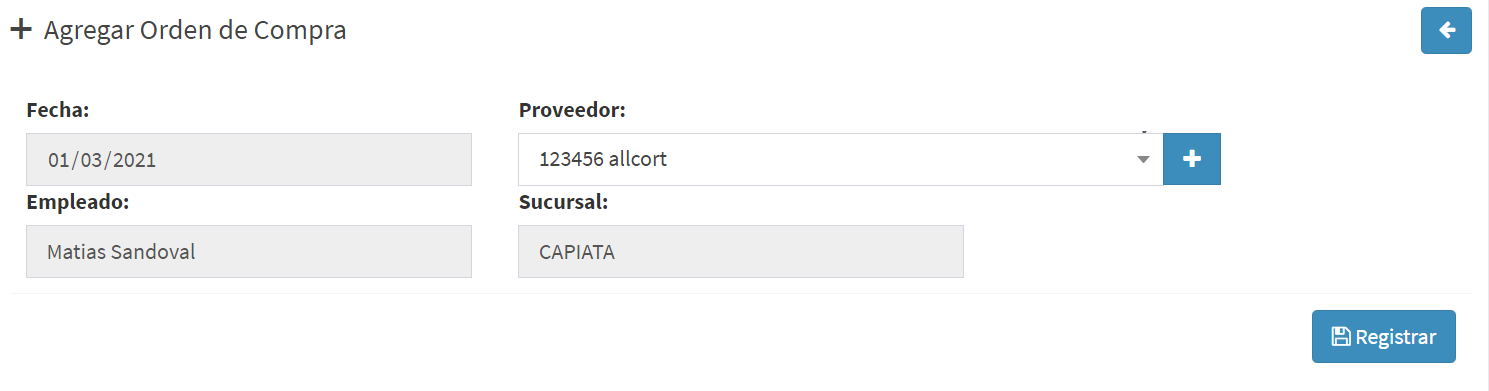 Agregar Orden de Compra
Fecha:
Proveedor:
01/03/2021
123456 allcort
Empleado:
Sucursal:
Matias Sandoval
CAPIATA
Registrar